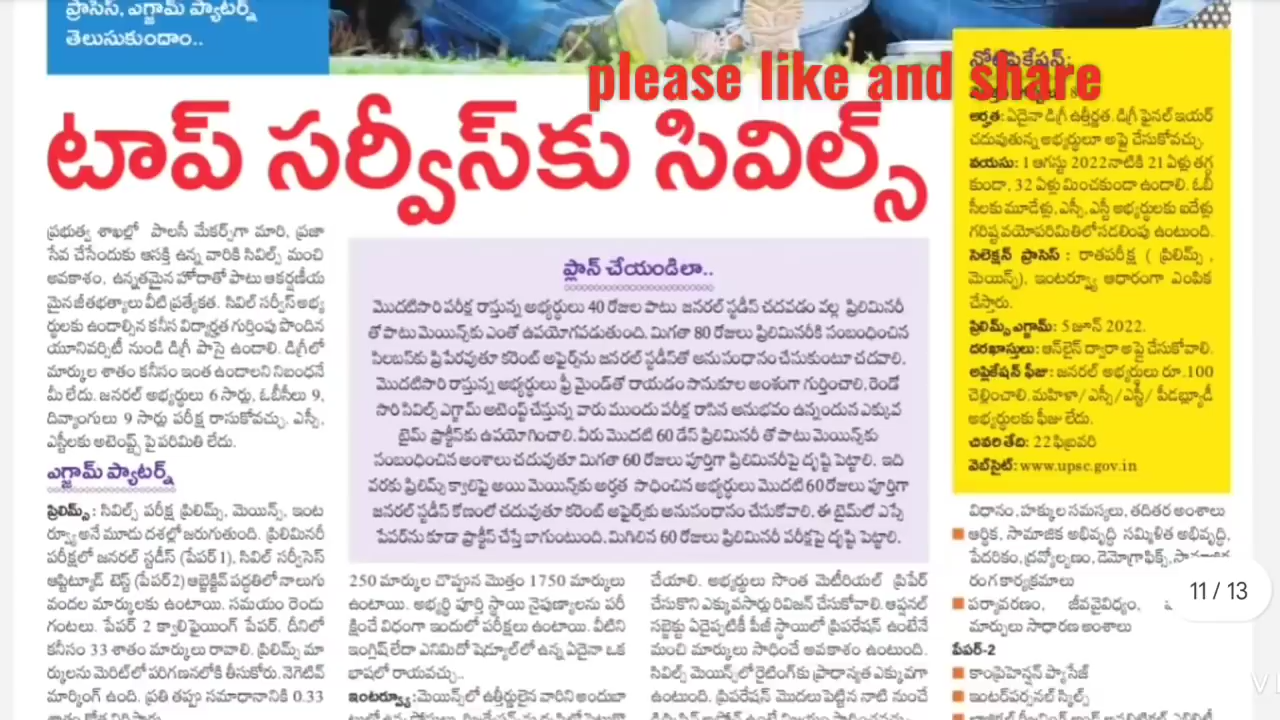 ప్రాసెస్, ఎగ్జామ్ ప్యాటర్న్
తెలుసుకుందాం..
please like and share
టాప్ సర్వీస్‌కు సివిల్స్
ప్రభుత్వ శాఖల్లో పాలసీ మేకర్స్‌గా మారి, ప్రజా
సేవ చేసేందుకు ఆసక్తి ఉన్న వారికి సివిల్స్ మంచి
అవకాశం, ఉన్నతమైన హోదాతో పాటు ఆకర్షణీయ
మైన జీతభత్యాలు వీటి ప్రత్యేకత. సివిల్ సర్వీస్ అభ్య
ర్థులకు ఉండాల్సిన కనీస విద్యార్హత గుర్తింపు పొందిన
యూనివర్సిటీ నుండి డిగ్రీ పాసై ఉండాలి. డిగ్రీలో
మార్కుల శాతం కనీసం ఇంత ఉండాలని నిబంధనే
మీ లేదు. జనరల్ అభ్యర్థులు 6 సార్లు, ఓబీసీలు 9,
దివ్యాంగులు 9 సార్లు పరీక్ష రాసుకోవచ్చు. ఎస్సీ,
ఎస్టీలకు అటెంప్ట్స్ పై పరిమితి లేదు.
ఎగ్జామ్ ప్యాటర్న్
ప్రిలిమ్స్: సివిల్స్ పరీక్ష ప్రిలిమ్స్, మెయిన్స్, ఇంట
ర్వ్యూ అనే మూడు దశల్లో జరుగుతుంది. ప్రిలిమినరీ
పరీక్షలో జనరల్ స్టడీస్ (పేపర్ 1), సివిల్ సర్వీసెస్
ఆప్టిట్యూడ్ టెస్ట్ (పేపర్ 2) ఆబ్జెక్టివ్ పద్ధతిలో నాలుగు
వందల మార్కులకు ఉంటాయి. సమయం రెండు
గంటలు. పేపర్ 2 క్వాలిఫైయింగ్ పేపర్. దీనిలో
కనీసం 33 శాతం మార్కులు రావాలి. ప్రిలిమ్స్ మా
ర్కులను మెరిట్‌లో పరిగణనలోకి తీసుకోరు. నెగెటివ్
మార్కింగ్ ఉంది. ప్రతి తప్పు సమాధానానికి 0.33
ప్లాన్ చేయండిలా..
మొదటిసారి పరీక్ష రాస్తున్న అభ్యర్థులు 40 రోజుల పాటు జనరల్ స్టడీస్ చదవడం వల్ల ప్రిలిమినరీ
తో పాటు మెయిన్స్‌కు ఎంతో ఉపయోగపడుతుంది. మిగతా 80 రోజులు ప్రిలిమినరీకి సంబంధించిన
సిలబస్‌కు ప్రిపేరవుతూ కరెంట్ అఫైర్స్‌ను జనరల్ స్టడీస్‌తో అనుసంధానం చేసుకుంటూ చదవాలి.
మొదటిసారి రాస్తున్న అభ్యర్థులు ఫ్రీ మైండ్‌తో రాయడం సానుకూల అంశంగా గుర్తించాలి. రెండో
సారి సివిల్స్ ఎగ్జామ్ అటెంప్ట్ చేస్తున్న వారు ముందు పరీక్ష రాసిన అనుభవం ఉన్నందున ఎక్కువ
టైమ్ ప్రాక్టీస్‌కు ఉపయోగించాలి. వీరు మొదటి 60 డేస్ ప్రిలిమినరీ తో పాటు మెయిన్స్‌కు
సంబంధించిన అంశాలు చదువుతూ మిగతా 60 రోజులు పూర్తిగా ప్రిలిమినరీపై దృష్టి పెట్టాలి. ఇది
వరకు ప్రిలిమ్స్ క్వాలిఫై అయి మెయిన్స్‌కు అర్హత సాధించిన అభ్యర్థులు మొదటి 60 రోజులు పూర్తిగా
జనరల్ స్టడీస్ కోణంలో చదువుతూ కరెంట్ అఫైర్స్‌కు అనుసంధానం చేసుకోవాలి. ఈ టైమ్‌లో ఎస్సే
పేపర్‌ను కూడా ప్రాక్టీస్ చేస్తే బాగుంటుంది. మిగిలిన 60 రోజులు ప్రిలిమినరీ పరీక్షపై దృష్టి పెట్టాలి.
250 మార్కుల చొప్పున మొత్తం 1750 మార్కులు
ఉంటాయి. అభ్యర్థి పూర్తి స్థాయి నైపుణ్యాలను పరీ
క్షించే విధంగా ఇందులో పరీక్షలు ఉంటాయి. వీటిని
ఇంగ్లిష్ లేదా ఎనిమిదో షెడ్యూల్‌లో ఉన్న ఏదైనా ఒక
భాషలో రాయవచ్చు..
ఇంటర్వ్యూ: మెయిన్స్‌లో ఉత్తీర్ణులైన వారిని అందుబా
చేయాలి. అభ్యర్థులు సొంత మెటీరియల్ ప్రిపేర్
చేసుకొని ఎక్కువసార్లు రివిజన్ చేసుకోవాలి. ఆప్షనల్
సబ్జెక్టు ఏదైప్పటికీ పీజీ స్థాయిలో ప్రిపరేషన్ ఉంటేనే
మంచి మార్కులు సాధించే అవకాశం ఉంటుంది.
సివిల్స్ మెయిన్స్‌లో రైటింగ్‌కు ప్రాధాన్యత ఎక్కువగా
ఉంటుంది. ప్రిపరేషన్ మొదలు పెట్టిన నాటి నుంచే
నోటిఫికేషన్:
అర్హత: ఏదైనా డిగ్రీ ఉత్తీర్ణత. డిగ్రీ ఫైనల్ ఇయర్
చదువుతున్న అభ్యర్థులూ అప్లై చేసుకోవచ్చు.
వయసు: 1 ఆగస్టు 2022 నాటికి 21 ఏళ్లు తగ్గ
కుండా, 32 ఏళ్లు మించకుండా ఉండాలి. ఓబీ
సీలకు మూడేళ్లు, ఎస్సీ, ఎస్టీ అభ్యర్థులకు ఐదేళ్లు
గరిష్ట వయోపరిమితిలో సడలింపు ఉంటుంది.
సెలెక్షన్ ప్రాసెస్: రాతపరీక్ష ( ప్రిలిమ్స్ ,
మెయిన్స్), ఇంటర్వ్యూ ఆధారంగా ఎంపిక
చేస్తారు.
ప్రిలిమ్స్ ఎగ్జామ్: 5 జూన్ 2022.
దరఖాస్తులు: ఆన్‌లైన్ ద్వారా అప్లై చేసుకోవాలి.
అప్లికేషన్ ఫీజు: జనరల్ అభ్యర్థులు రూ.100
చెల్లించాలి. మహిళా/ఎస్సీ/ఎస్టీ/ పీడబ్ల్యూడీ
అభ్యర్థులకు ఫీజు లేదు.
చివరి తేది: 22 ఫిబ్రవరి
వెబ్‌సైట్: www.upsc.gov.in
విధానం, హక్కుల సమస్యలు, తదితర అంశాలు
ఆర్థిక, సామాజిక అభివృద్ధి సమ్మిళిత అభివృద్ధి,
పేదరికం, ద్రవ్యోల్బణం, డెమోగ్రాఫిక్స్,
రంగ కార్యక్రమాలు
పర్యావరణం, జీవవైవిధ్యం,
మార్పులు సాధారణ అంశాలు
పేపర్-2
కాంప్రెహెన్షన్ ప్యాసేజ్
ఇంటర్‌పర్సనల్ స్కిల్స్
11 / 13